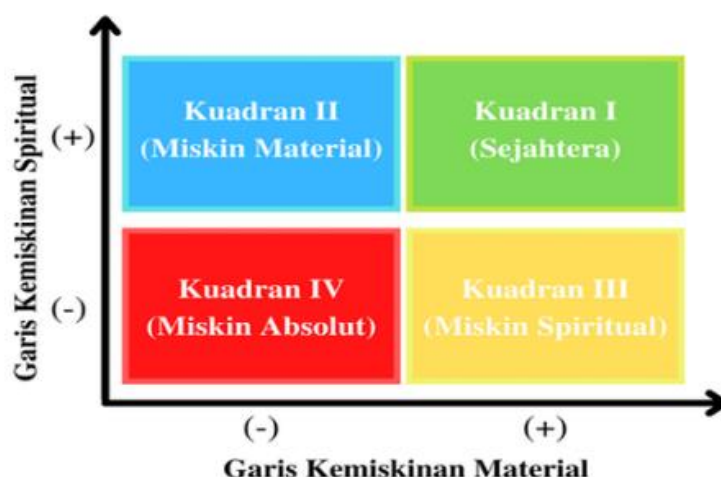 Garis Kemiskinan Spiritual
(+)
(-)
Kuadran II
(Miskin Material)
Kuadran I
(Sejahtera)
Kuadran IV
(Miskin Absolut)
Kuadran III
(Miskin Spiritual)
(-)
(+)
Garis Kemiskinan Material